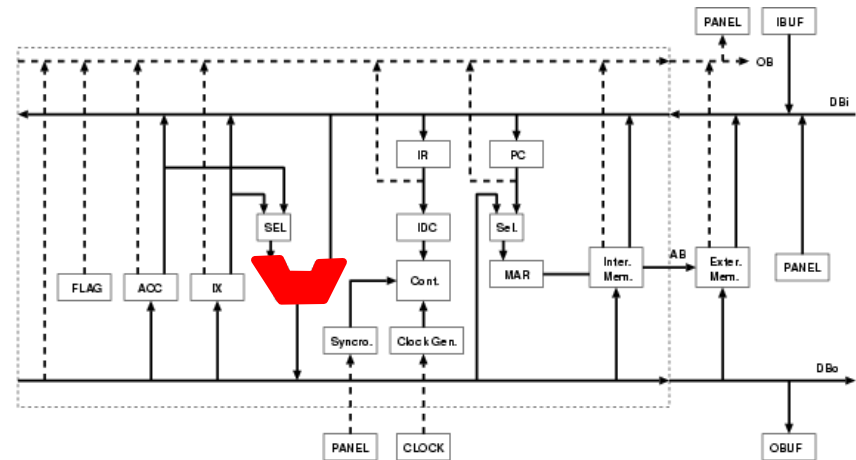 PANEL
IBUF
OB
DBi
IR
PC
SEL
IDC
Sel.
FLAG
ACC
IX
Cont.
MAR
Inter.
Mem.
AB
Exter.
Mem.
PANEL
Syncro.
Clock Gen.
DBo
PANEL
CLOCK
OBUF